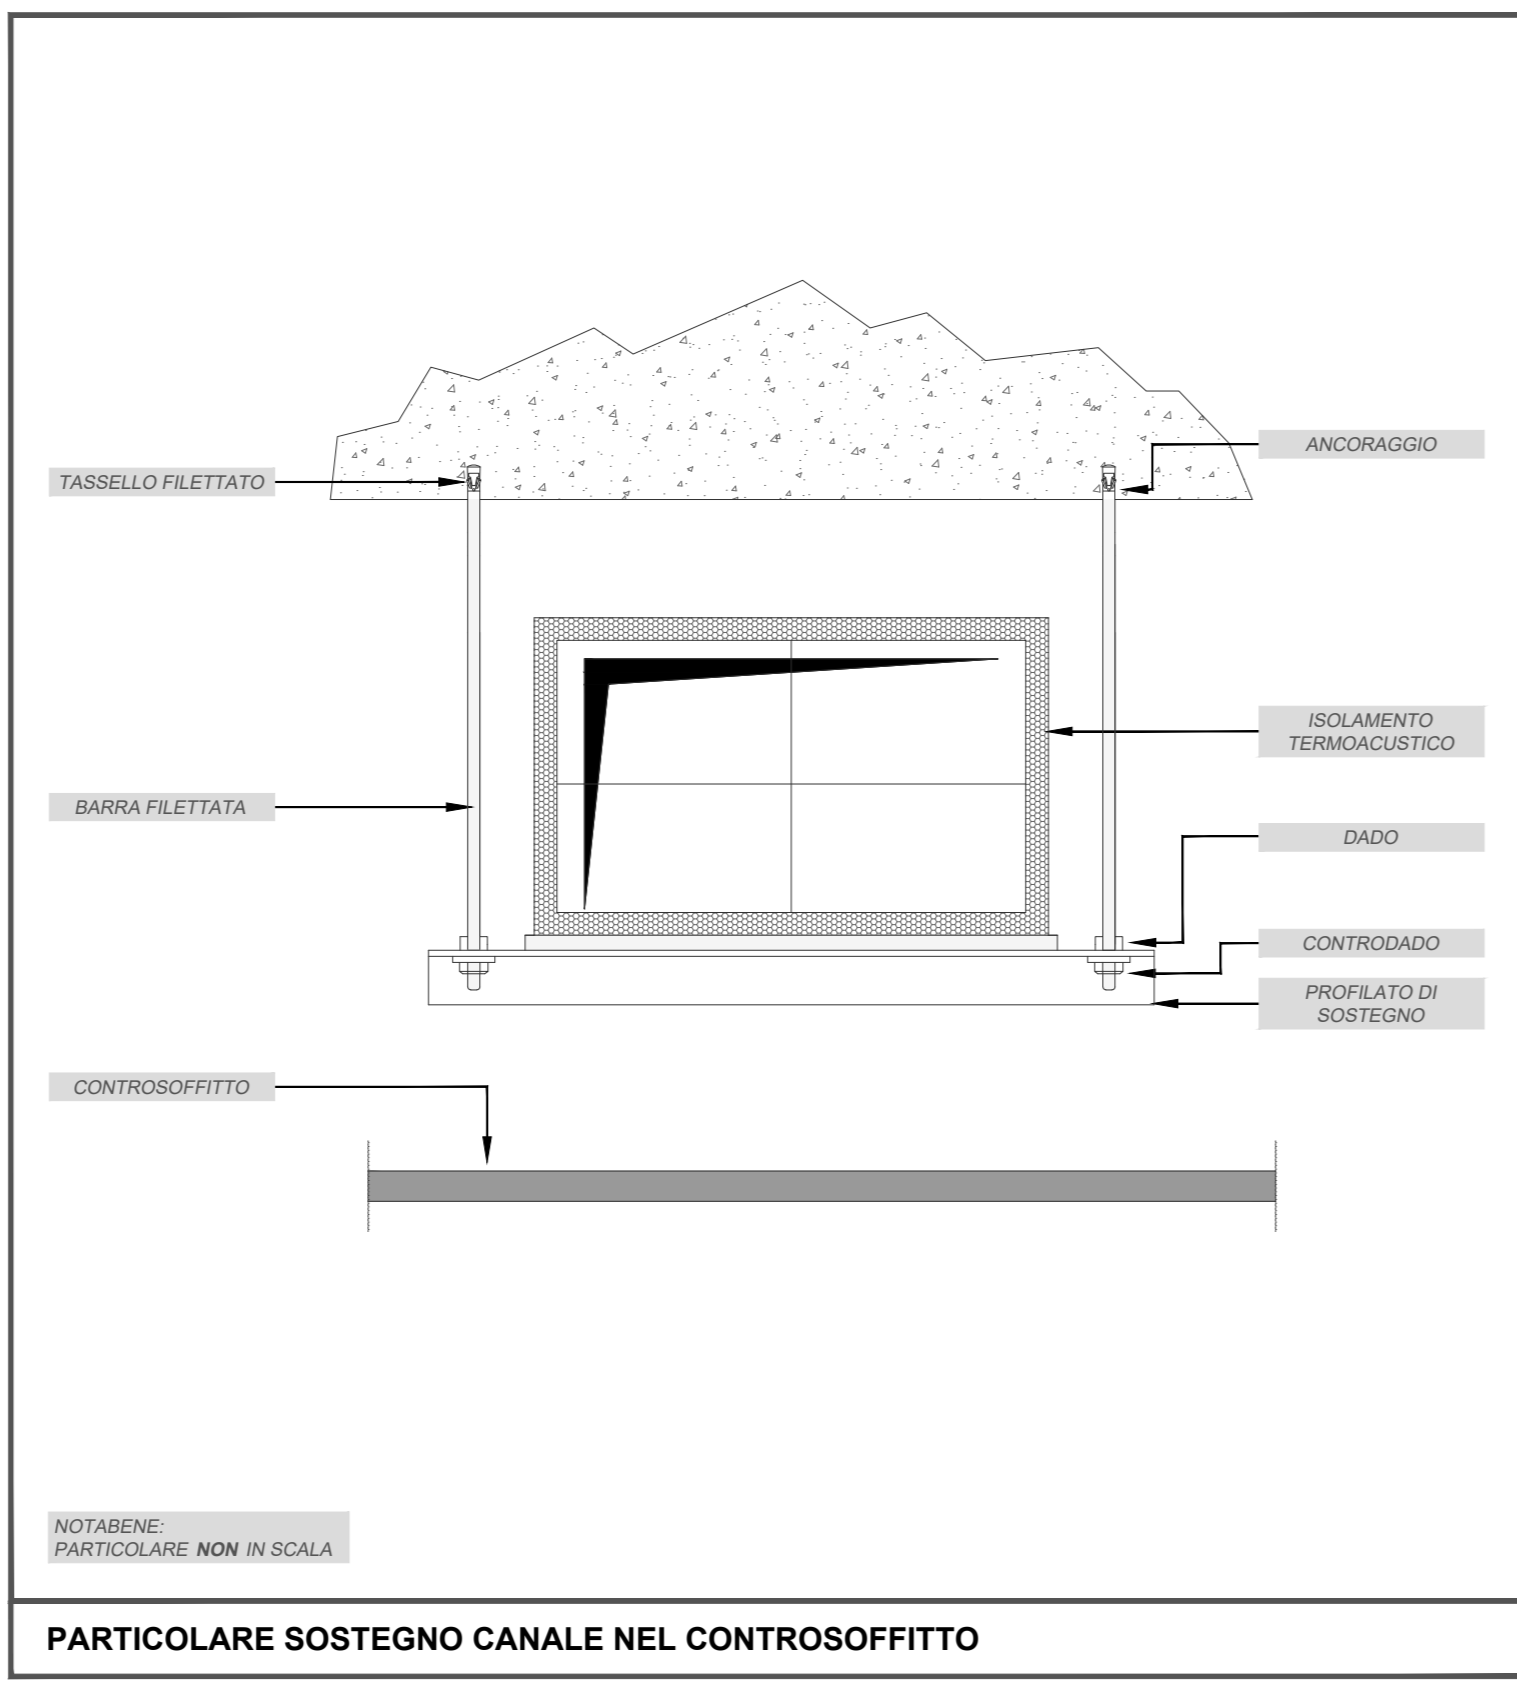 ANCORAGGIO
TASSELLO FILETTATO
ISOLAMENTO
TERMOACUSTICO
BARRA FILETTATA
DADO
CONTRODADO
PROFILATO DI
SOSTEGNO
CONTROSOFFITTO
NOTABENE:
PARTICOLARE NON IN SCALA
PARTICOLARE SOSTEGNO CANALE NEL CONTROSOFFITTO